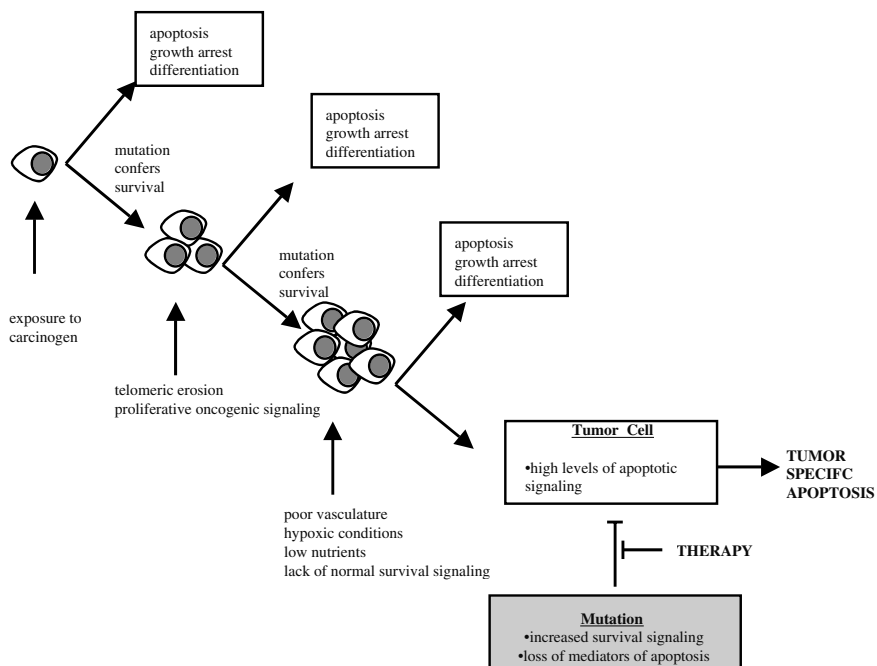 apoptosis
growth arrest
differentiation
apoptosis
growth arrest
differentiation
mutation
confers
survival
apoptosis
growth arrest
differentiation
mutation
confers
survival
exposure to
carcinogen
telomeric erosion
proliferative oncogenic signaling
Tumor Cell
•high levels of apoptotic
signaling
TUMOR
SPECIFC
APOPTOSIS
poor vasculature
hypoxic conditions
low nutrients
lack of normal survival signaling
THERAPY
Mutation
•increased survival signaling
•loss of mediators of apoptosis